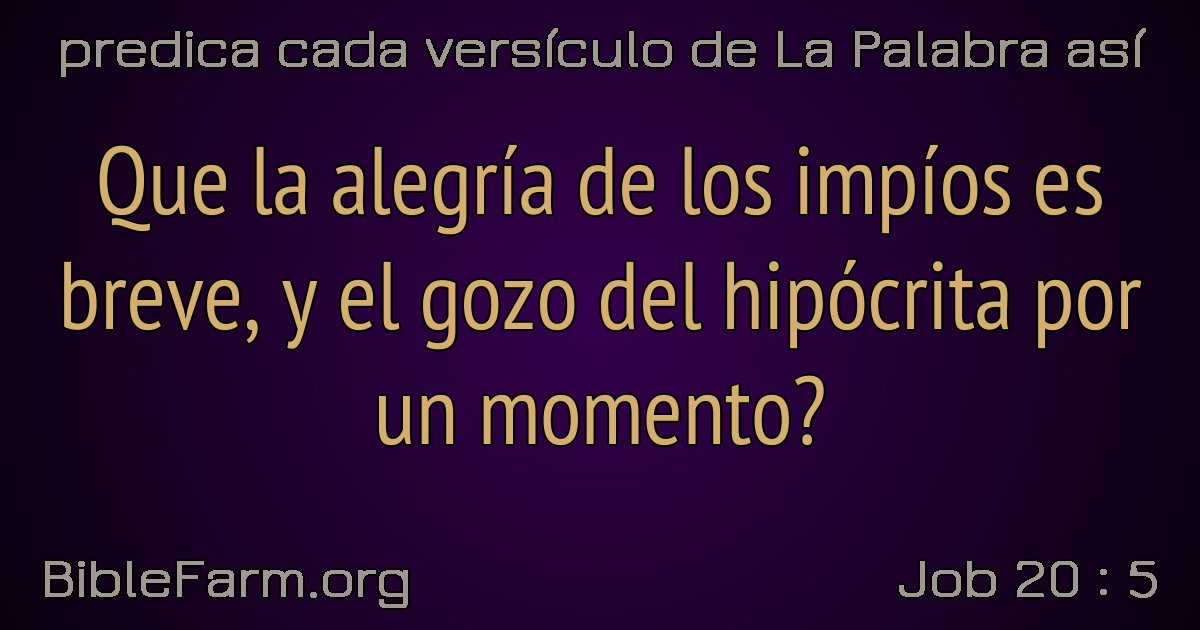 predica cada versículo de La Palabra así
Que la alegría de los impíos es
breve, y el gozo del hipócrita por
un momento?
BibleFarm.org
Job 20 : 5